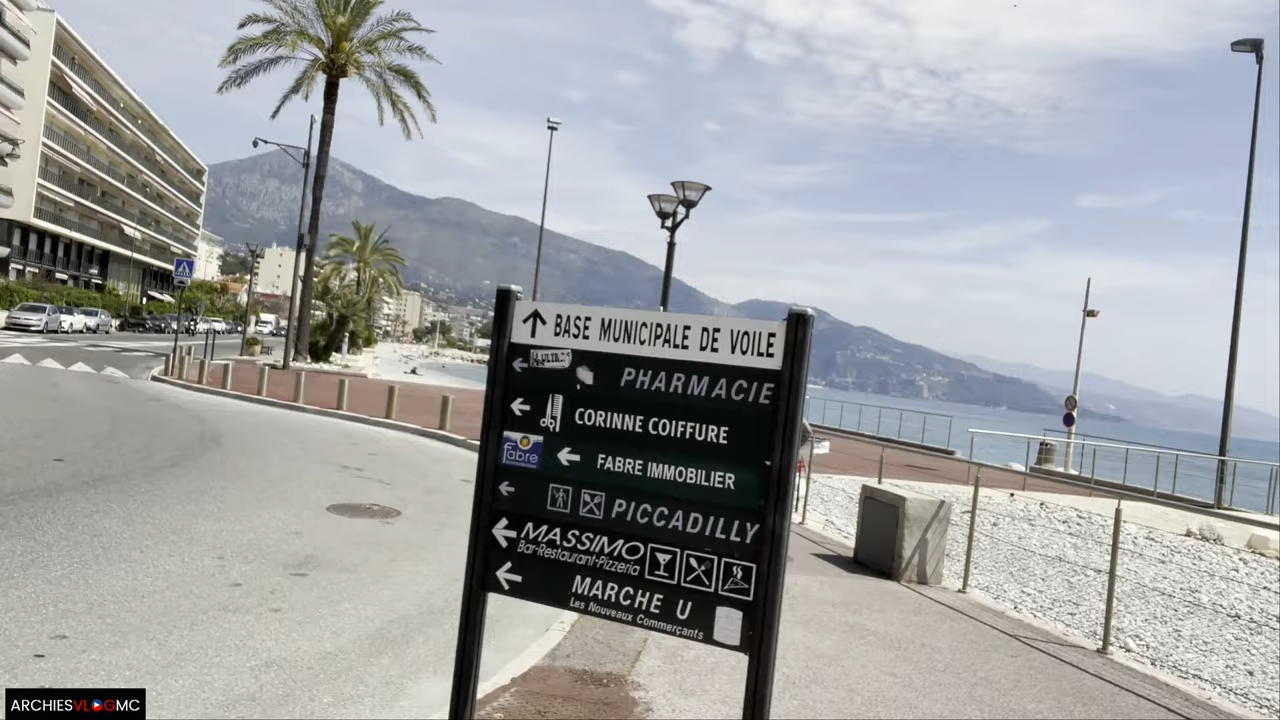 BASE MUNICIPALE DE VOILE
PHARMACIE
CORINNE COIFFURE
fabre
FABRE IMMOBILIER
PICCADILLY
MASSIMO
Bar-Restaurant-Pizzeria
MARCHE U
Les Nouveaux Commerçants
ARCHIESVLOGMC